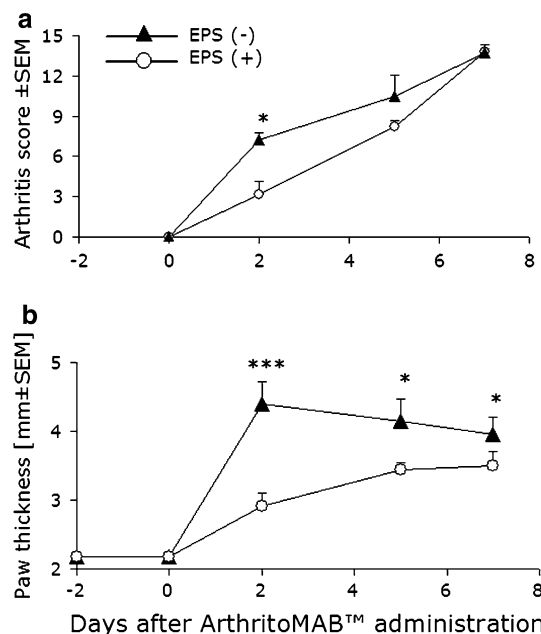 a
Arthritis score ±SEM
15
12
9
6
3
0
EPS (-)
EPS (+)
*
-2 0 2 4 6 8
b
Paw thickness [mm±SEM]
5
4
3
2
*** * *
-2 0 2 4 6 8
Days after ArthritoMAB™ administration